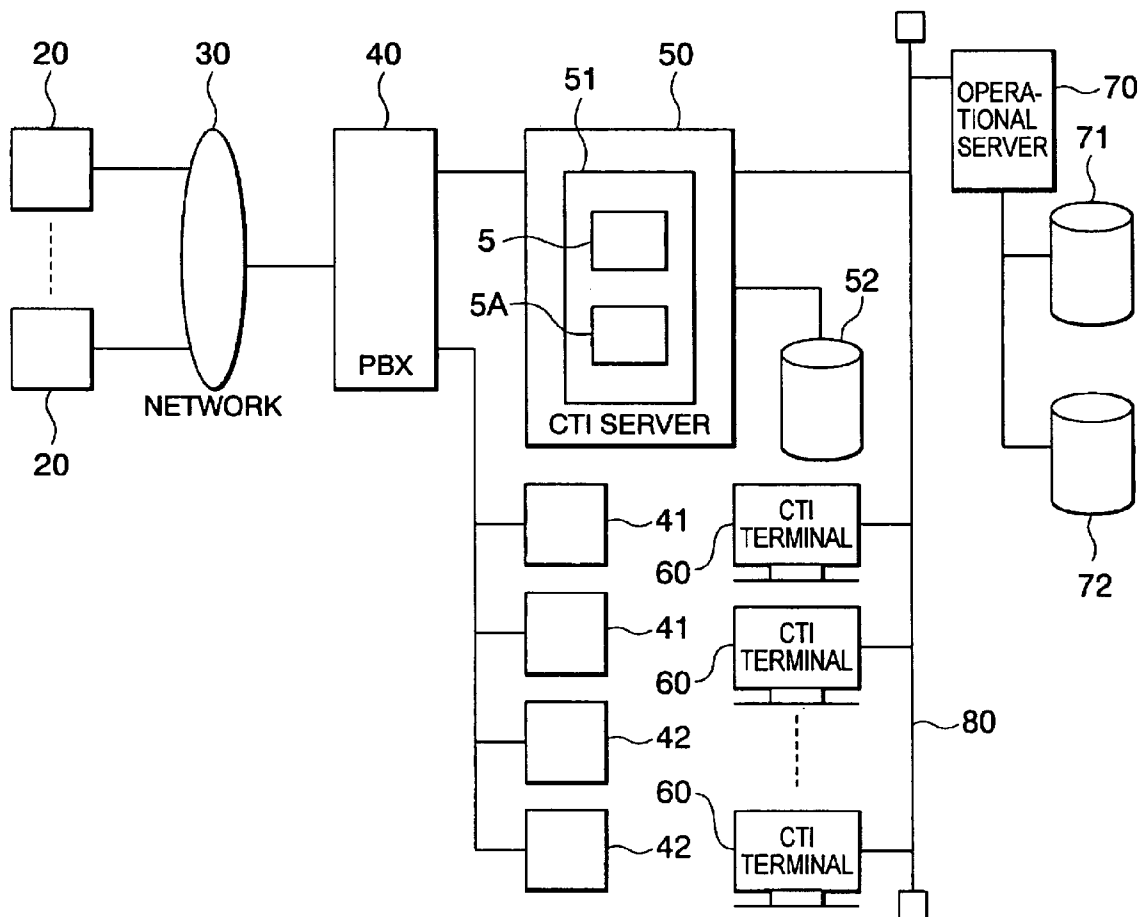 20
30
40
50
51
OPERA-
TIONAL
SERVER
70
71
5
5A
52
PBX
NETWORK
CTI SERVER
20
72
41
CTI
TERMINAL
60
41
CTI
TERMINAL
60
42
80
60
42
CTI
TERMINAL